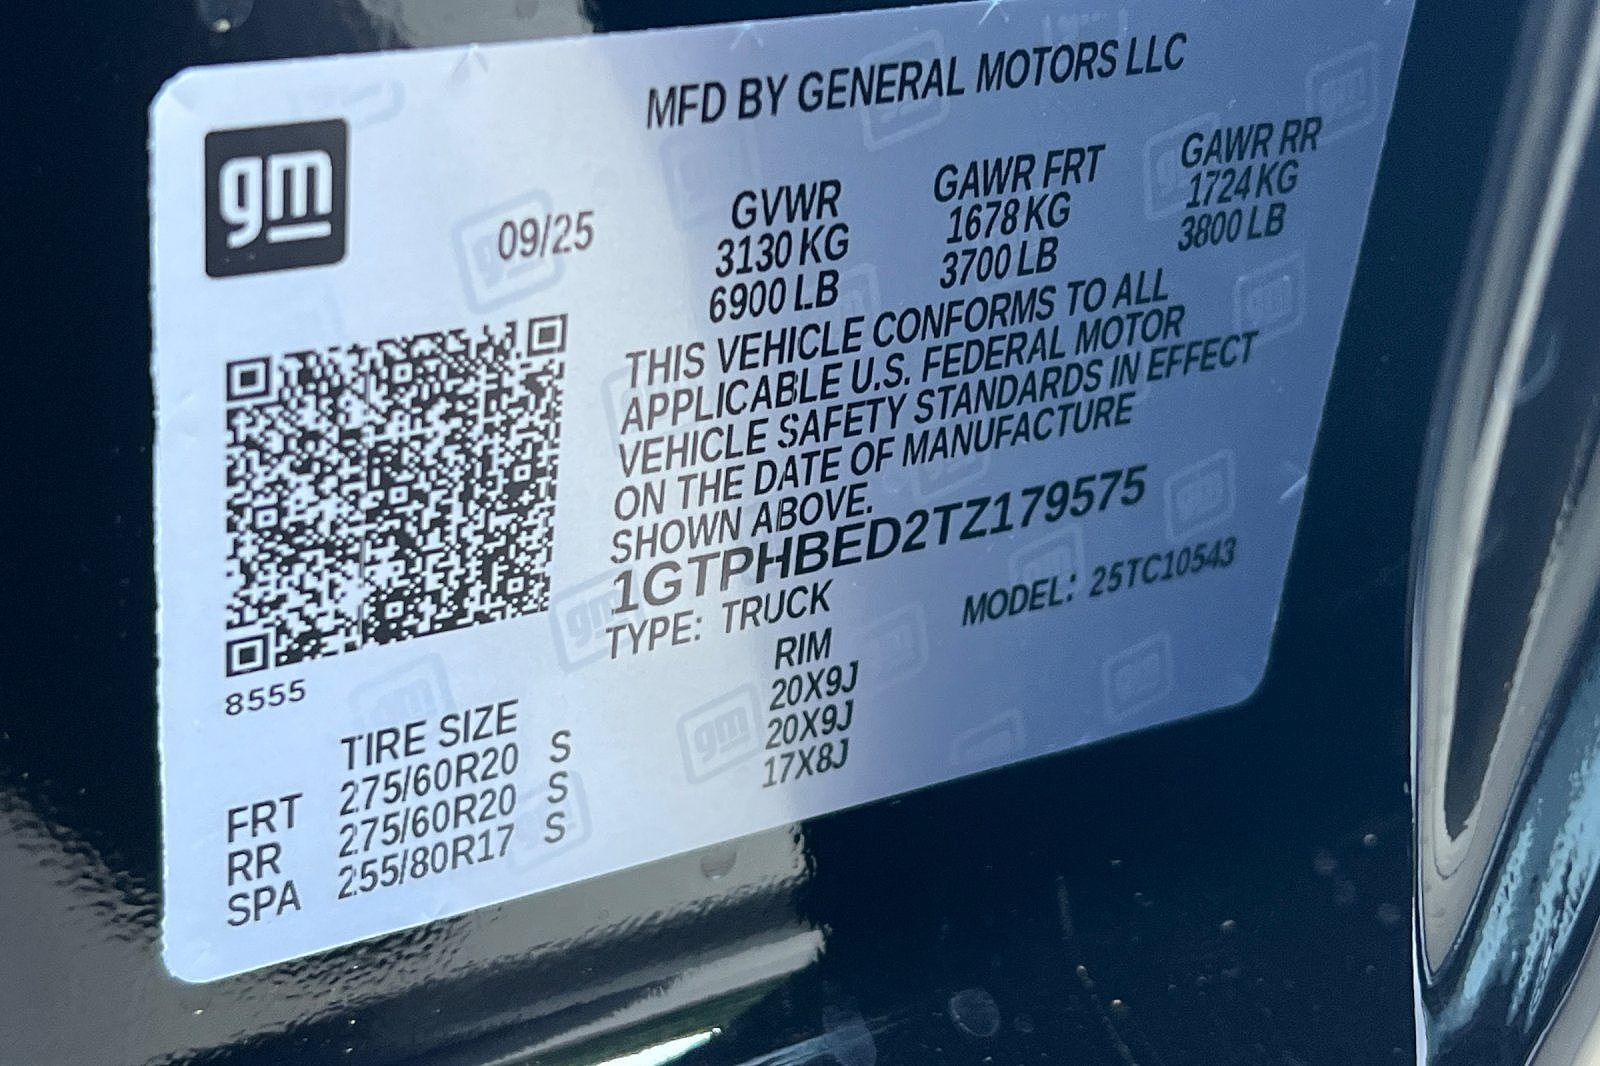 MFD BY GENERAL MOTORS LLC
gm
09/25
GVWR GAWR FRT GAWR RR
3130 KG 1678 KG 1724 KG
6900 LB 3700 LB 3800 LB
THIS VEHICLE CONFORMS TO ALL
APPLICABLE U.S. FEDERAL MOTOR
VEHICLE SAFETY STANDARDS IN EFFECT
ON THE DATE OF MANUFACTURE
SHOWN ABOVE.
1GTPHBED2TZ179575
TYPE: TRUCK MODEL: 25TC10543
8555
TIRE SIZE RIM
FRT 275/60R20 S 20X9J
RR 275/60R20 S 20X9J
SPA 255/80R17 S 17X8J